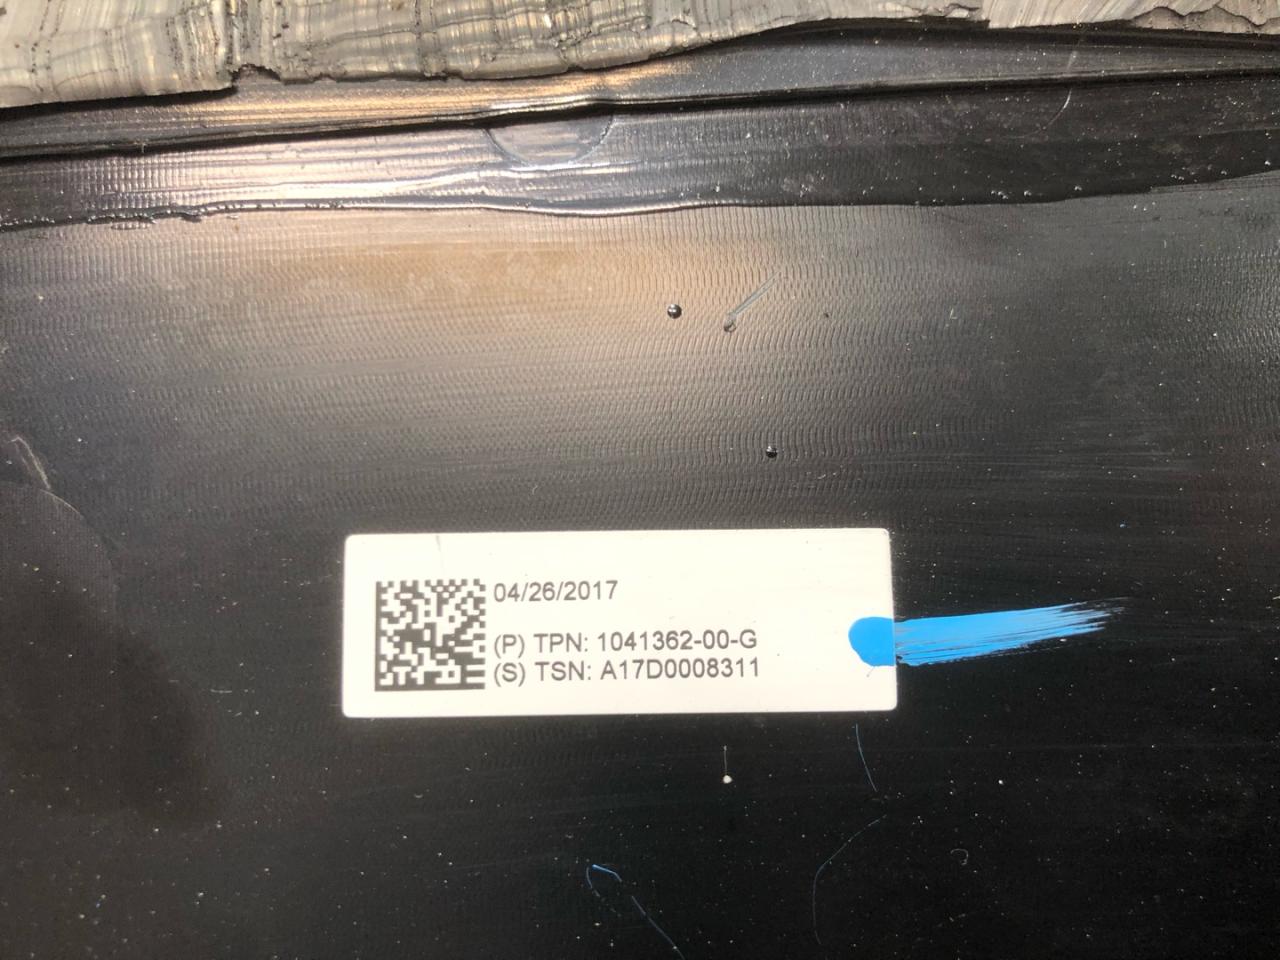 04/26/2017
(P) TPN: 1041362-00-G
(S) TSN: A17D0008311